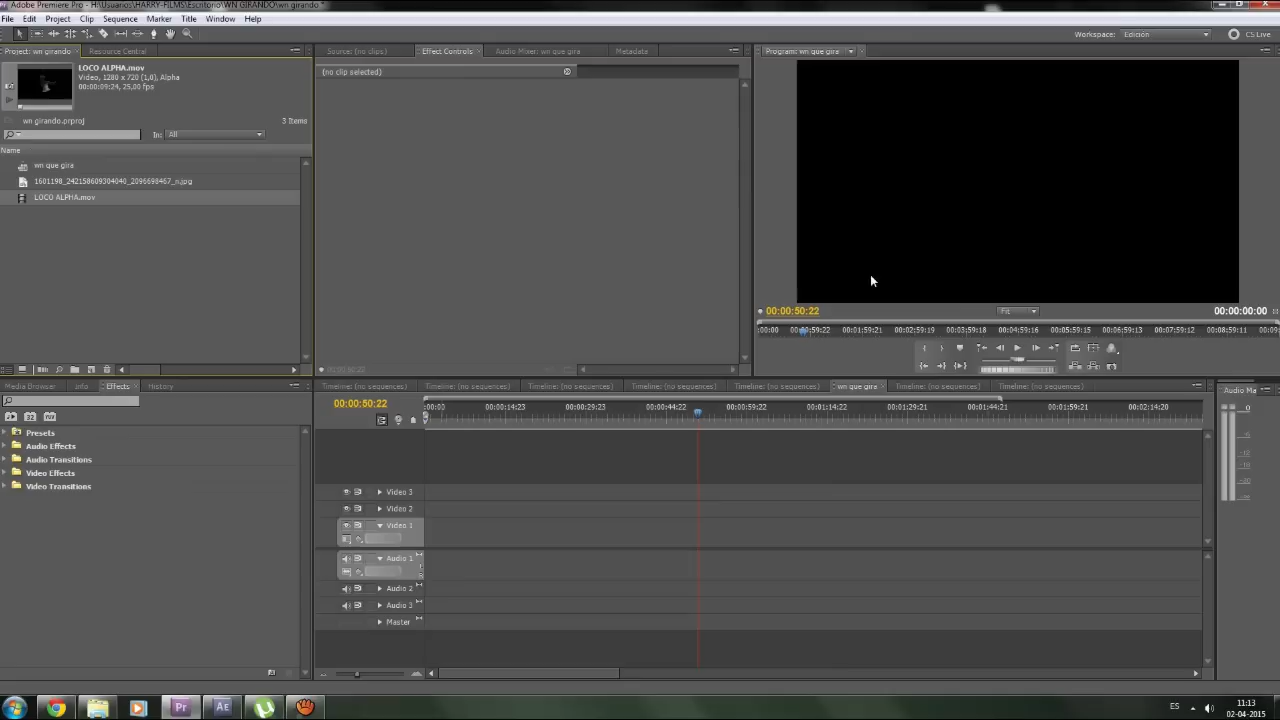 Adobe Premiere Pro - H:\Usuarios\HARRY-FILMS\Escritorio\WN GIRANDO\wn girando *
File Edit Project Clip Sequence Marker Title Window Help
Workspace: Edición CS Live
Project: wn girando Resource Central
Source: (no clips) Effect Controls Audio Mixer: wn que gira Metadata
Program: wn que gira
LOCO ALPHA.mov
Video, 1280 x 720 (1,0), Alpha
00:00:09:24, 25,00 fps
(no clip selected)
wn girando.prproj 3 Items
In: All
Name
wn que gira
1601198_242158609304040_2096698467_n.jpg
LOCO ALPHA.mov
00:00:50:22 Fit 00:00:00:00
:00:00 00:00:59:22 00:01:59:21 00:02:59:19 00:03:59:18 00:04:59:16 00:05:59:15 00:06:59:13 00:07:59:12 00:08:59:11 00:09:
00:00:50:22
Media Browser Info Effects History
Timeline: (no sequences) Timeline: (no sequences) Timeline: (no sequences) Timeline: (no sequences) Timeline: (no sequences) wn que gira Timeline: (no sequences) Timeline: (no sequences)
Audio Ma
00:00:50:22
:00:00 00:00:14:23 00:00:29:23 00:00:44:22 00:00:59:22 00:01:14:22 00:01:29:21 00:01:44:21 00:01:59:21 00:02:14:20
Presets
Audio Effects
Audio Transitions
Video Effects
Video Transitions
Video 3
Video 2
Video 1
Audio 1
Audio 2
Audio 3
Master
0
Pr Ae
ES
11:13
02-04-2015